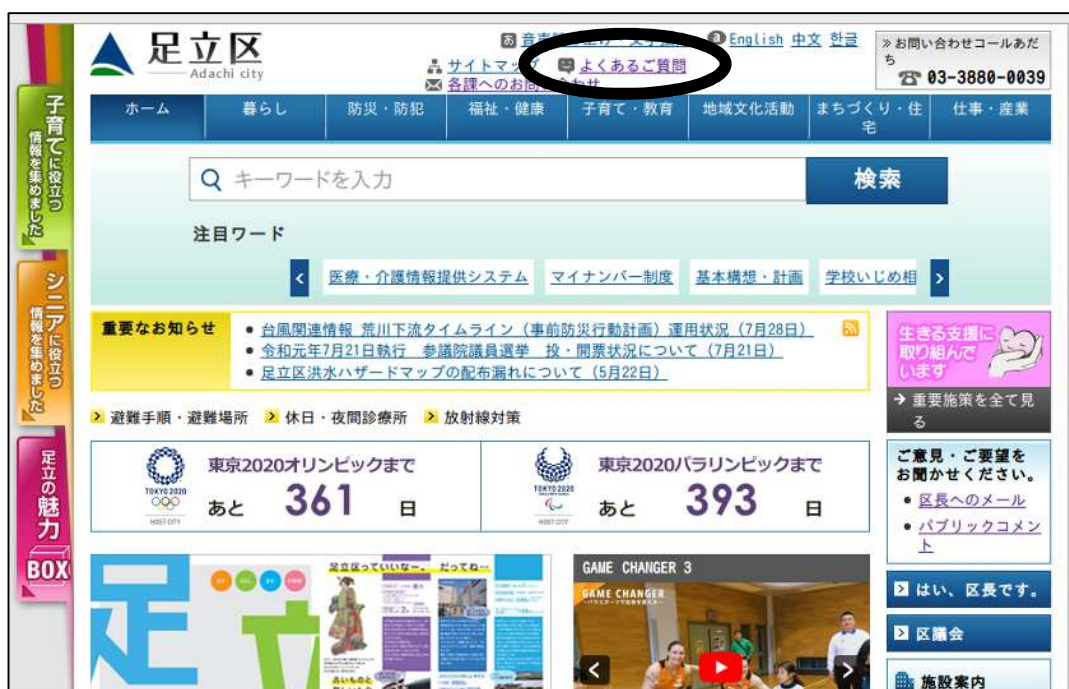 足立区
Adachi city
English 中文 한글
サイトマップ よくあるご質問
各課へのお問い合わせ
»お問い合わせコールあだち
03-3880-0039
ホーム 暮らし 防災・防犯 福祉・健康 子育て・教育 地域文化活動 まちづくり・住宅 仕事・産業
キーワードを入力 検索
注目ワード
医療・介護情報提供システム マイナンバー制度 基本構想・計画 学校いじめ相
重要なお知らせ
台風関連情報 荒川下流タイムライン（事前防災行動計画）運用状況（7月28日）
令和元年7月21日執行 参議院議員選挙 投・開票状況について（7月21日）
足立区洪水ハザードマップの配布漏れについて（5月22日）
避難手順・避難場所 休日・夜間診療所 放射線対策
東京2020オリンピックまで
あと 361 日
TOKYO 2020
HOST CITY
東京2020パラリンピックまで
あと 393 日
TOKYO 2020
HOST CITY
足立
足立区っていいなー。 だってね…
古いものと
GAME CHANGER 3
GAME CHANGER
子育てに役立つ
情報を集めました
シニアに役立つ
情報を集めました
足立の魅力
BOX
生きる支援に
取り組んで
います
重要施策を全て見る
ご意見・ご要望を
お聞かせください。
区長へのメール
パブリックコメント
はい、区長です。
区議会
施設案内